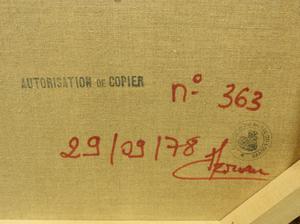 AUTORISATION DE COPIER
n° 363
29/09/78